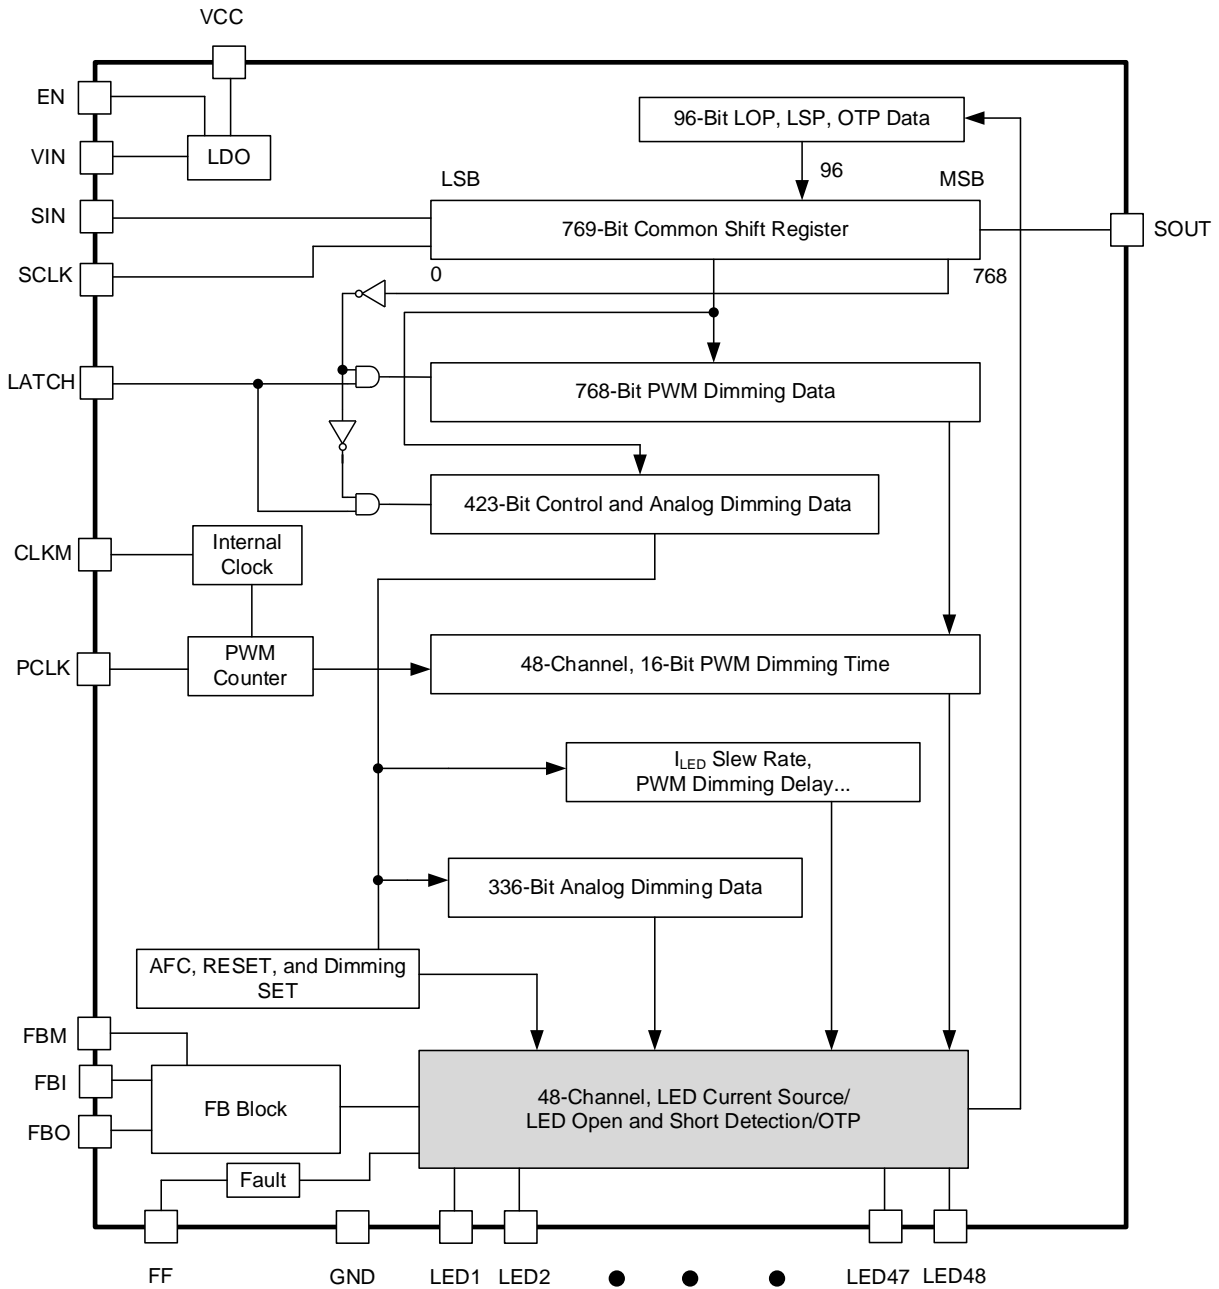 VCC
EN
VIN
LDO
96-Bit LOP, LSP, OTP Data
96
LSB
MSB
SIN
769-Bit Common Shift Register
SOUT
SCLK
0
768
LATCH
768-Bit PWM Dimming Data
423-Bit Control and Analog Dimming Data
CLKM
Internal
Clock
PCLK
PWM
Counter
48-Channel, 16-Bit PWM Dimming Time
ILED Slew Rate,
PWM Dimming Delay...
336-Bit Analog Dimming Data
AFC, RESET, and Dimming
SET
FBM
FBI
FBO
FB Block
48-Channel, LED Current Source/
LED Open and Short Detection/OTP
Fault
FF
GND
LED1
LED2
LED47
LED48